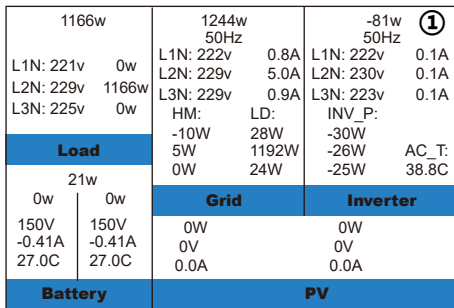 1166w
L1N: 221v 0w
L2N: 229v 1166w
L3N: 225v 0w
Load
1244w
50Hz
L1N: 222v 0.8A
L2N: 229v 5.0A
L3N: 229v 0.9A
HM: LD:
-10W 28W
5W 1192W
0W 24W
Grid
-81w ①
50Hz
L1N: 222v 0.1A
L2N: 230v 0.1A
L3N: 223v 0.1A
INV_P:
-30W
-26W AC_T:
-25W 38.8C
Inverter
21w
0w 0w
150V 150V
-0.41A -0.41A
27.0C 27.0C
Battery
0W 0W
0V 0V
0.0A 0.0A
PV